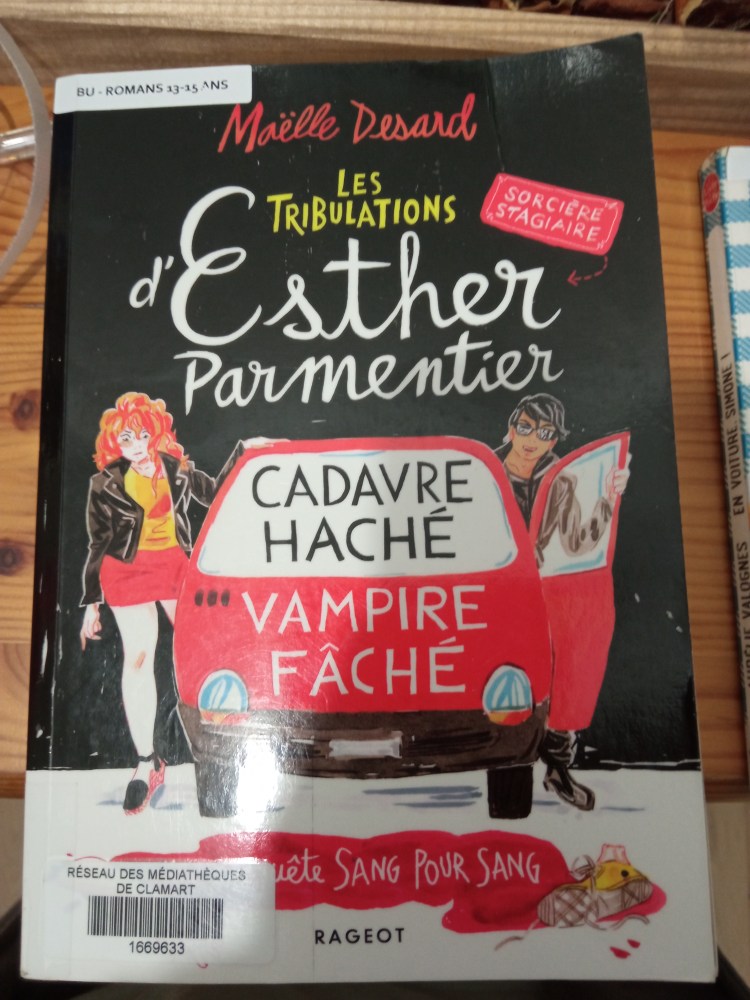 BU - ROMANS 13-15 ANS
Maëlle Desard
LES
TRIBULATIONS
SORCIÈRE
STAGIAIRE
d'Esther
Parmentier
CADAVRE
HACHÉ
VAMPIRE
FÂCHÉ
SANG POUR SANG
RÉSEAU DES MÉDIATHÈQUES
DE CLAMART
1669633
RAGEOT
EN VOITURE SIMONE !